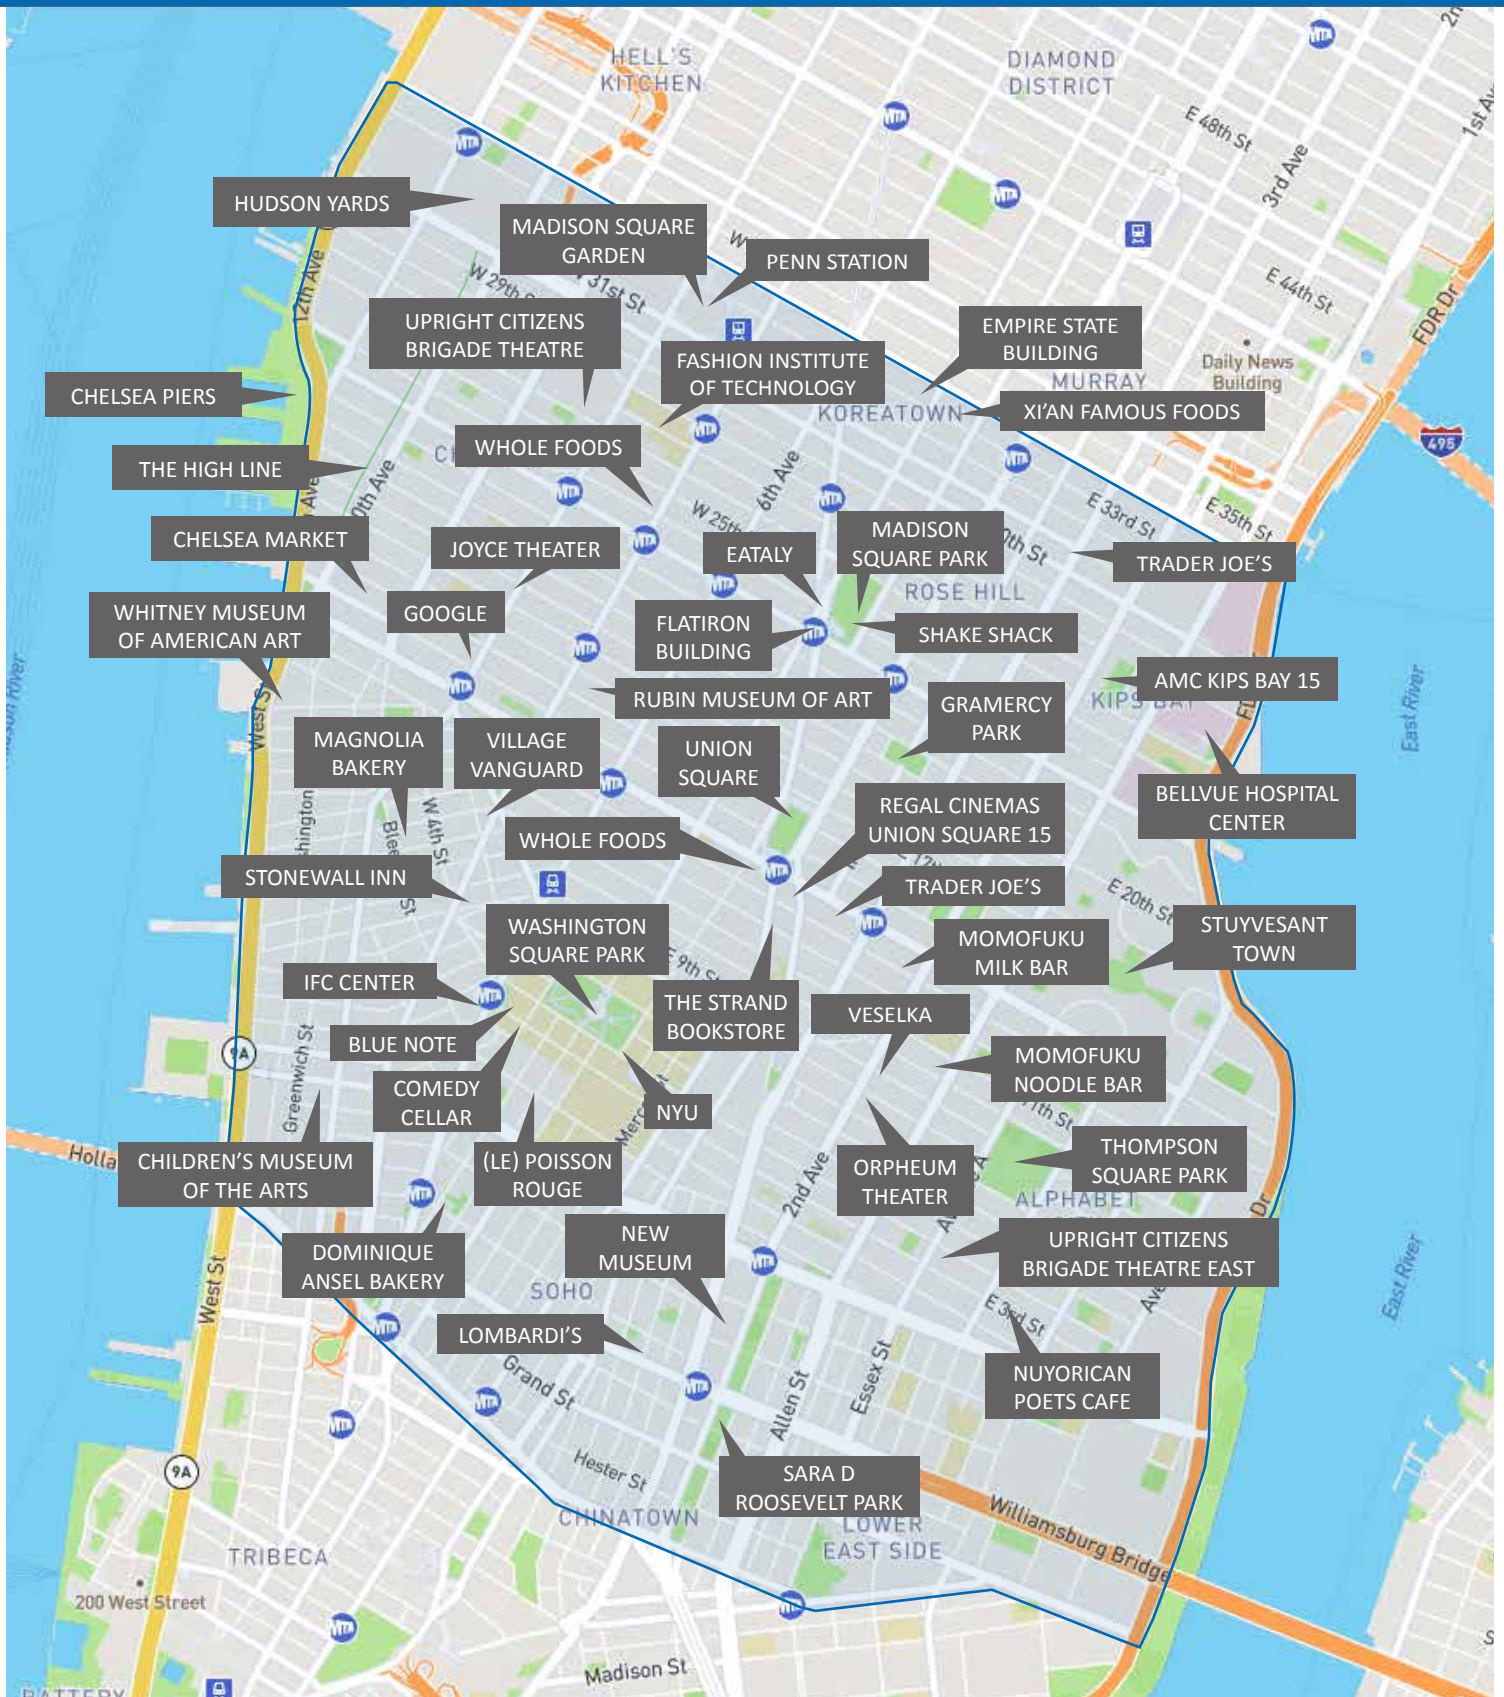 HELL'S
KITCHEN
DIAMOND
DISTRICT
E 48th St
1st Av
3rd Ave
HUDSON YARDS
MADISON SQUARE
GARDEN
PENN STATION
12th Ave
W 29th
31st St
E 44th St
FDR Dr
UPRIGHT CITIZENS
BRIGADE THEATRE
EMPIRE STATE
BUILDING
Daily News
Building
FASHION INSTITUTE
OF TECHNOLOGY
MURRAY
CHELSEA PIERS
KOREATOWN
XI'AN FAMOUS FOODS
WHOLE FOODS
495
THE HIGH LINE
6th Ave
W 25th
E 33rd St
E 35th St
CHELSEA MARKET
JOYCE THEATER
EATALY
MADISON
SQUARE PARK
TRADER JOE'S
ROSE HILL
WHITNEY MUSEUM
OF AMERICAN ART
GOOGLE
FLATIRON
BUILDING
SHAKE SHACK
RUBIN MUSEUM OF ART
AMC KIPS BAY 15
KIPS BAY
GRAMERCY
PARK
East River
West S
MAGNOLIA
BAKERY
VILLAGE
VANGUARD
UNION
SQUARE
REGAL CINEMAS
UNION SQUARE 15
BELLVUE HOSPITAL
CENTER
W 4th St
WHOLE FOODS
E 17th
STONEWALL INN
TRADER JOE'S
E 20th St
WASHINGTON
SQUARE PARK
E 9th St
MOMOFUKU
MILK BAR
STUYVESANT
TOWN
IFC CENTER
THE STRAND
BOOKSTORE
VESELKA
BLUE NOTE
9A
Greenwich St
MOMOFUKU
NOODLE BAR
COMEDY
CELLAR
NYU
CHILDREN'S MUSEUM
OF THE ARTS
(LE) POISSON
ROUGE
2nd Ave
ORPHEUM
THEATER
THOMPSON
SQUARE PARK
ALPHABET
Dr
DOMINIQUE
ANSEL BAKERY
NEW
MUSEUM
UPRIGHT CITIZENS
BRIGADE THEATRE EAST
SOHO
West St
East River
E 3rd St
LOMBARDI'S
Grand St
Allen St
Essex St
NUYORICAN
POETS CAFE
9A
Hester St
SARA D
ROOSEVELT PARK
CHINATOWN
LOWER
EAST SIDE
Williamsburg Bridge
TRIBECA
200 West Street
Madison St
BATTERY